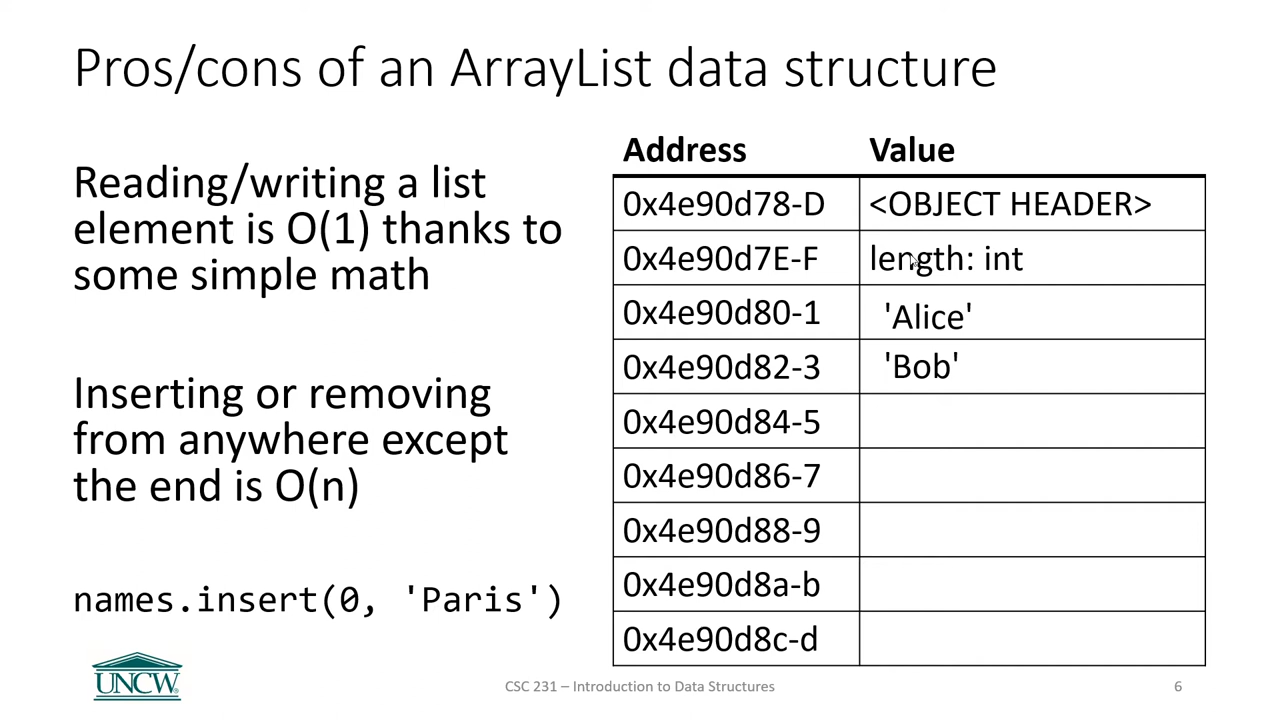 Pros/cons of an ArrayList data structure
Reading/writing a list
element is O(1) thanks to
some simple math
Inserting or removing
from anywhere except
the end is O(n)
names.insert(0, 'Paris')
Address Value
0x4e90d78-D <OBJECT HEADER>
0x4e90d7E-F length: int
0x4e90d80-1 'Alice'
0x4e90d82-3 'Bob'
0x4e90d84-5
0x4e90d86-7
0x4e90d88-9
0x4e90d8a-b
0x4e90d8c-d
UNCW
CSC 231 – Introduction to Data Structures
6